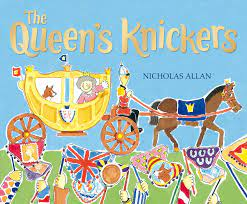 The
Queen's Knickers
NICHOLAS ALLAN